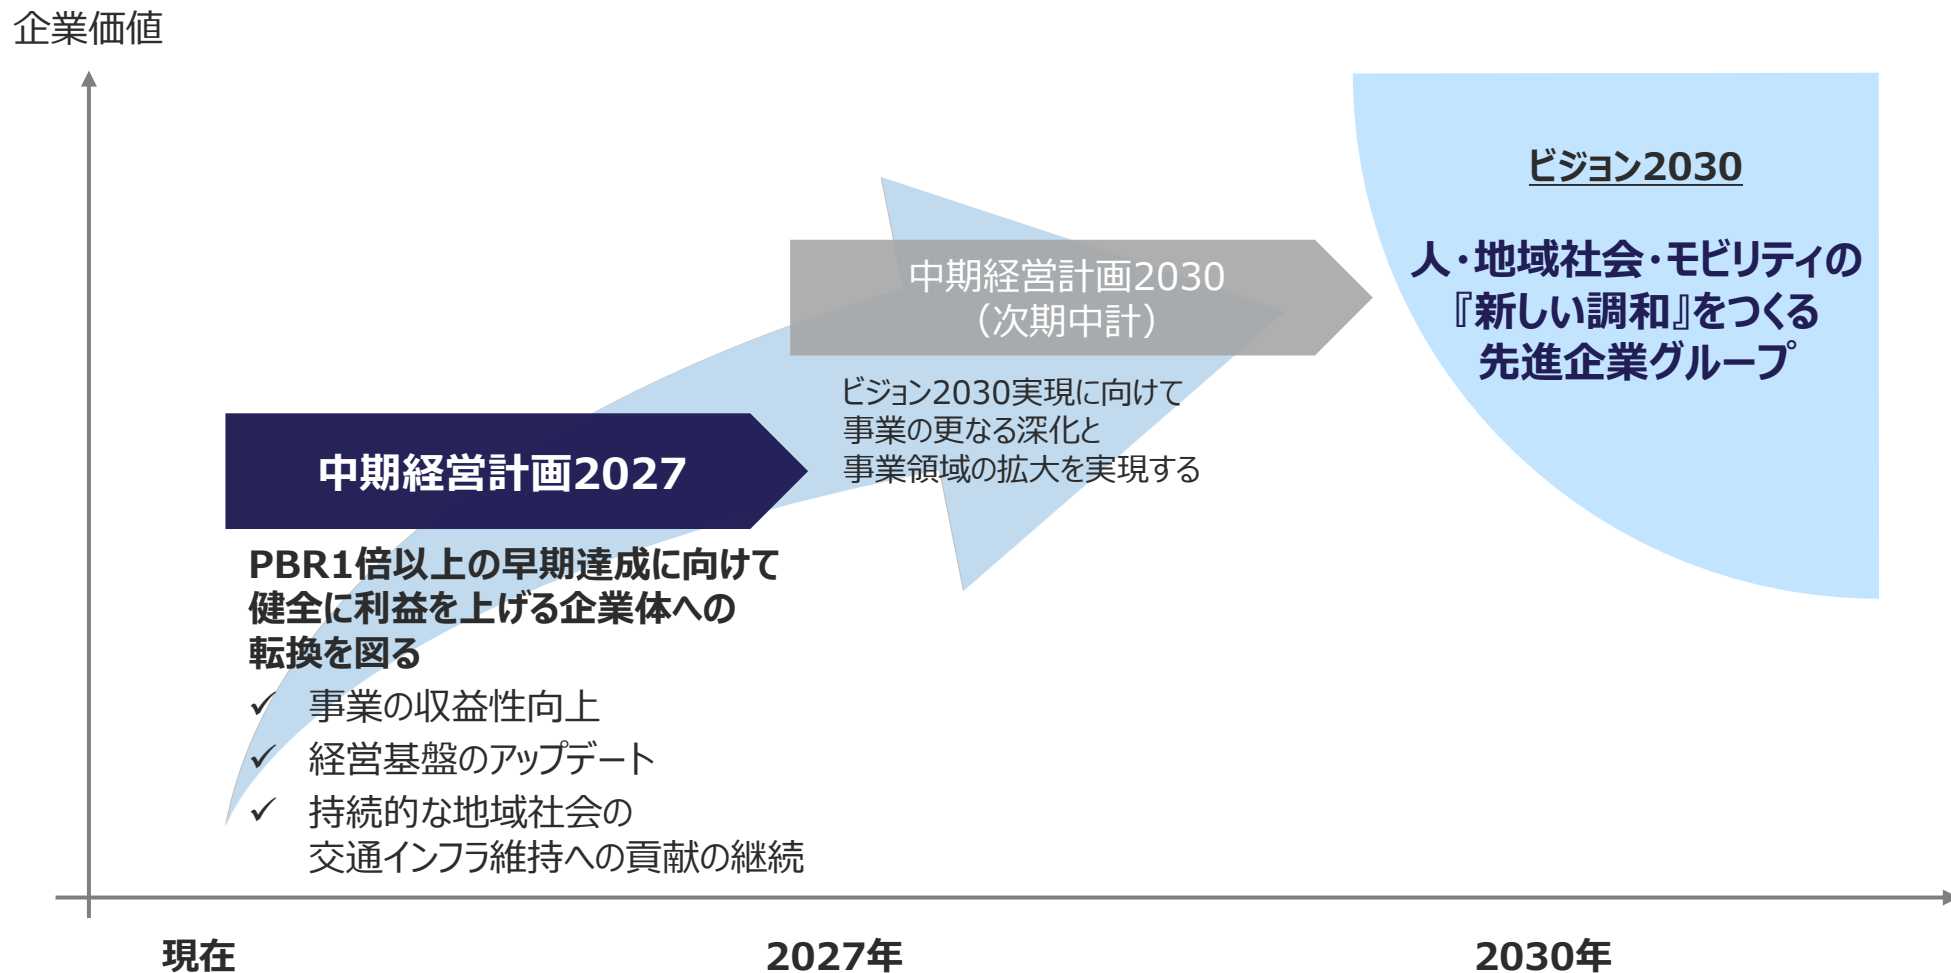 企業価値
ビジョン2030
人・地域社会・モビリティの
『新しい調和』をつくる
先進企業グループ
中期経営計画2030
（次期中計）
ビジョン2030実現に向けて
事業の更なる深化と
事業領域の拡大を実現する
中期経営計画2027
PBR1倍以上の早期達成に向けて
健全に利益を上げる企業体への
転換を図る
✓ 事業の収益性向上
✓ 経営基盤のアップデート
✓ 持続的な地域社会の
交通インフラ維持への貢献の継続
現在
2027年
2030年